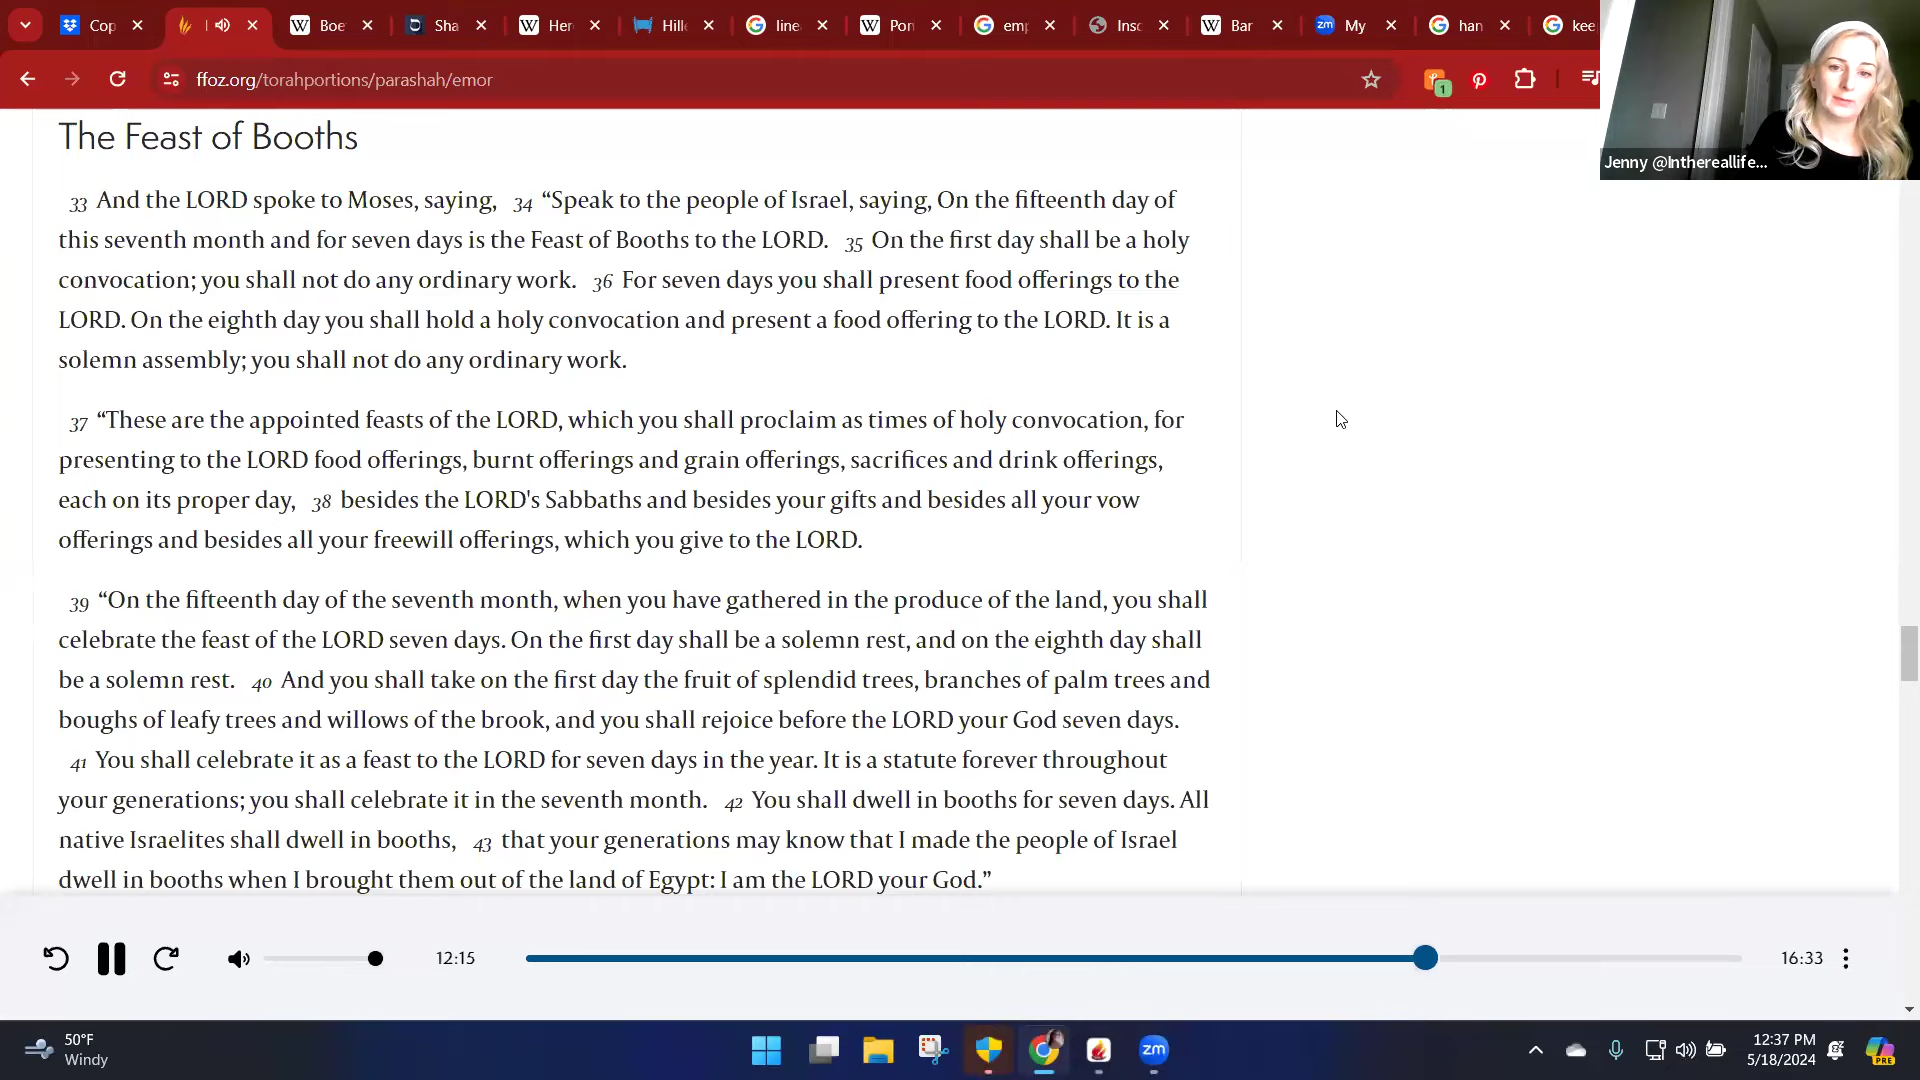 Cop
Boe
Sha
Her
Hille
line
Pon
emp
Insc
Bar
My
han
kee
ffoz.org/torahportions/parashah/emor
1
Jenny @Inthereallife...
The Feast of Booths
33 And the LORD spoke to Moses, saying, 34 “Speak to the people of Israel, saying, On the fifteenth day of
this seventh month and for seven days is the Feast of Booths to the LORD. 35 On the first day shall be a holy
convocation; you shall not do any ordinary work. 36 For seven days you shall present food offerings to the
LORD. On the eighth day you shall hold a holy convocation and present a food offering to the LORD. It is a
solemn assembly; you shall not do any ordinary work.
37 “These are the appointed feasts of the LORD, which you shall proclaim as times of holy convocation, for
presenting to the LORD food offerings, burnt offerings and grain offerings, sacrifices and drink offerings,
each on its proper day, 38 besides the LORD's Sabbaths and besides your gifts and besides all your vow
offerings and besides all your freewill offerings, which you give to the LORD.
39 “On the fifteenth day of the seventh month, when you have gathered in the produce of the land, you shall
celebrate the feast of the LORD seven days. On the first day shall be a solemn rest, and on the eighth day shall
be a solemn rest. 40 And you shall take on the first day the fruit of splendid trees, branches of palm trees and
boughs of leafy trees and willows of the brook, and you shall rejoice before the LORD your God seven days.
41 You shall celebrate it as a feast to the LORD for seven days in the year. It is a statute forever throughout
your generations; you shall celebrate it in the seventh month. 42 You shall dwell in booths for seven days. All
native Israelites shall dwell in booths, 43 that your generations may know that I made the people of Israel
dwell in booths when I brought them out of the land of Egypt: I am the LORD your God.”
12:15
16:33
50°F
Windy
zm
12:37 PM
5/18/2024
PRE